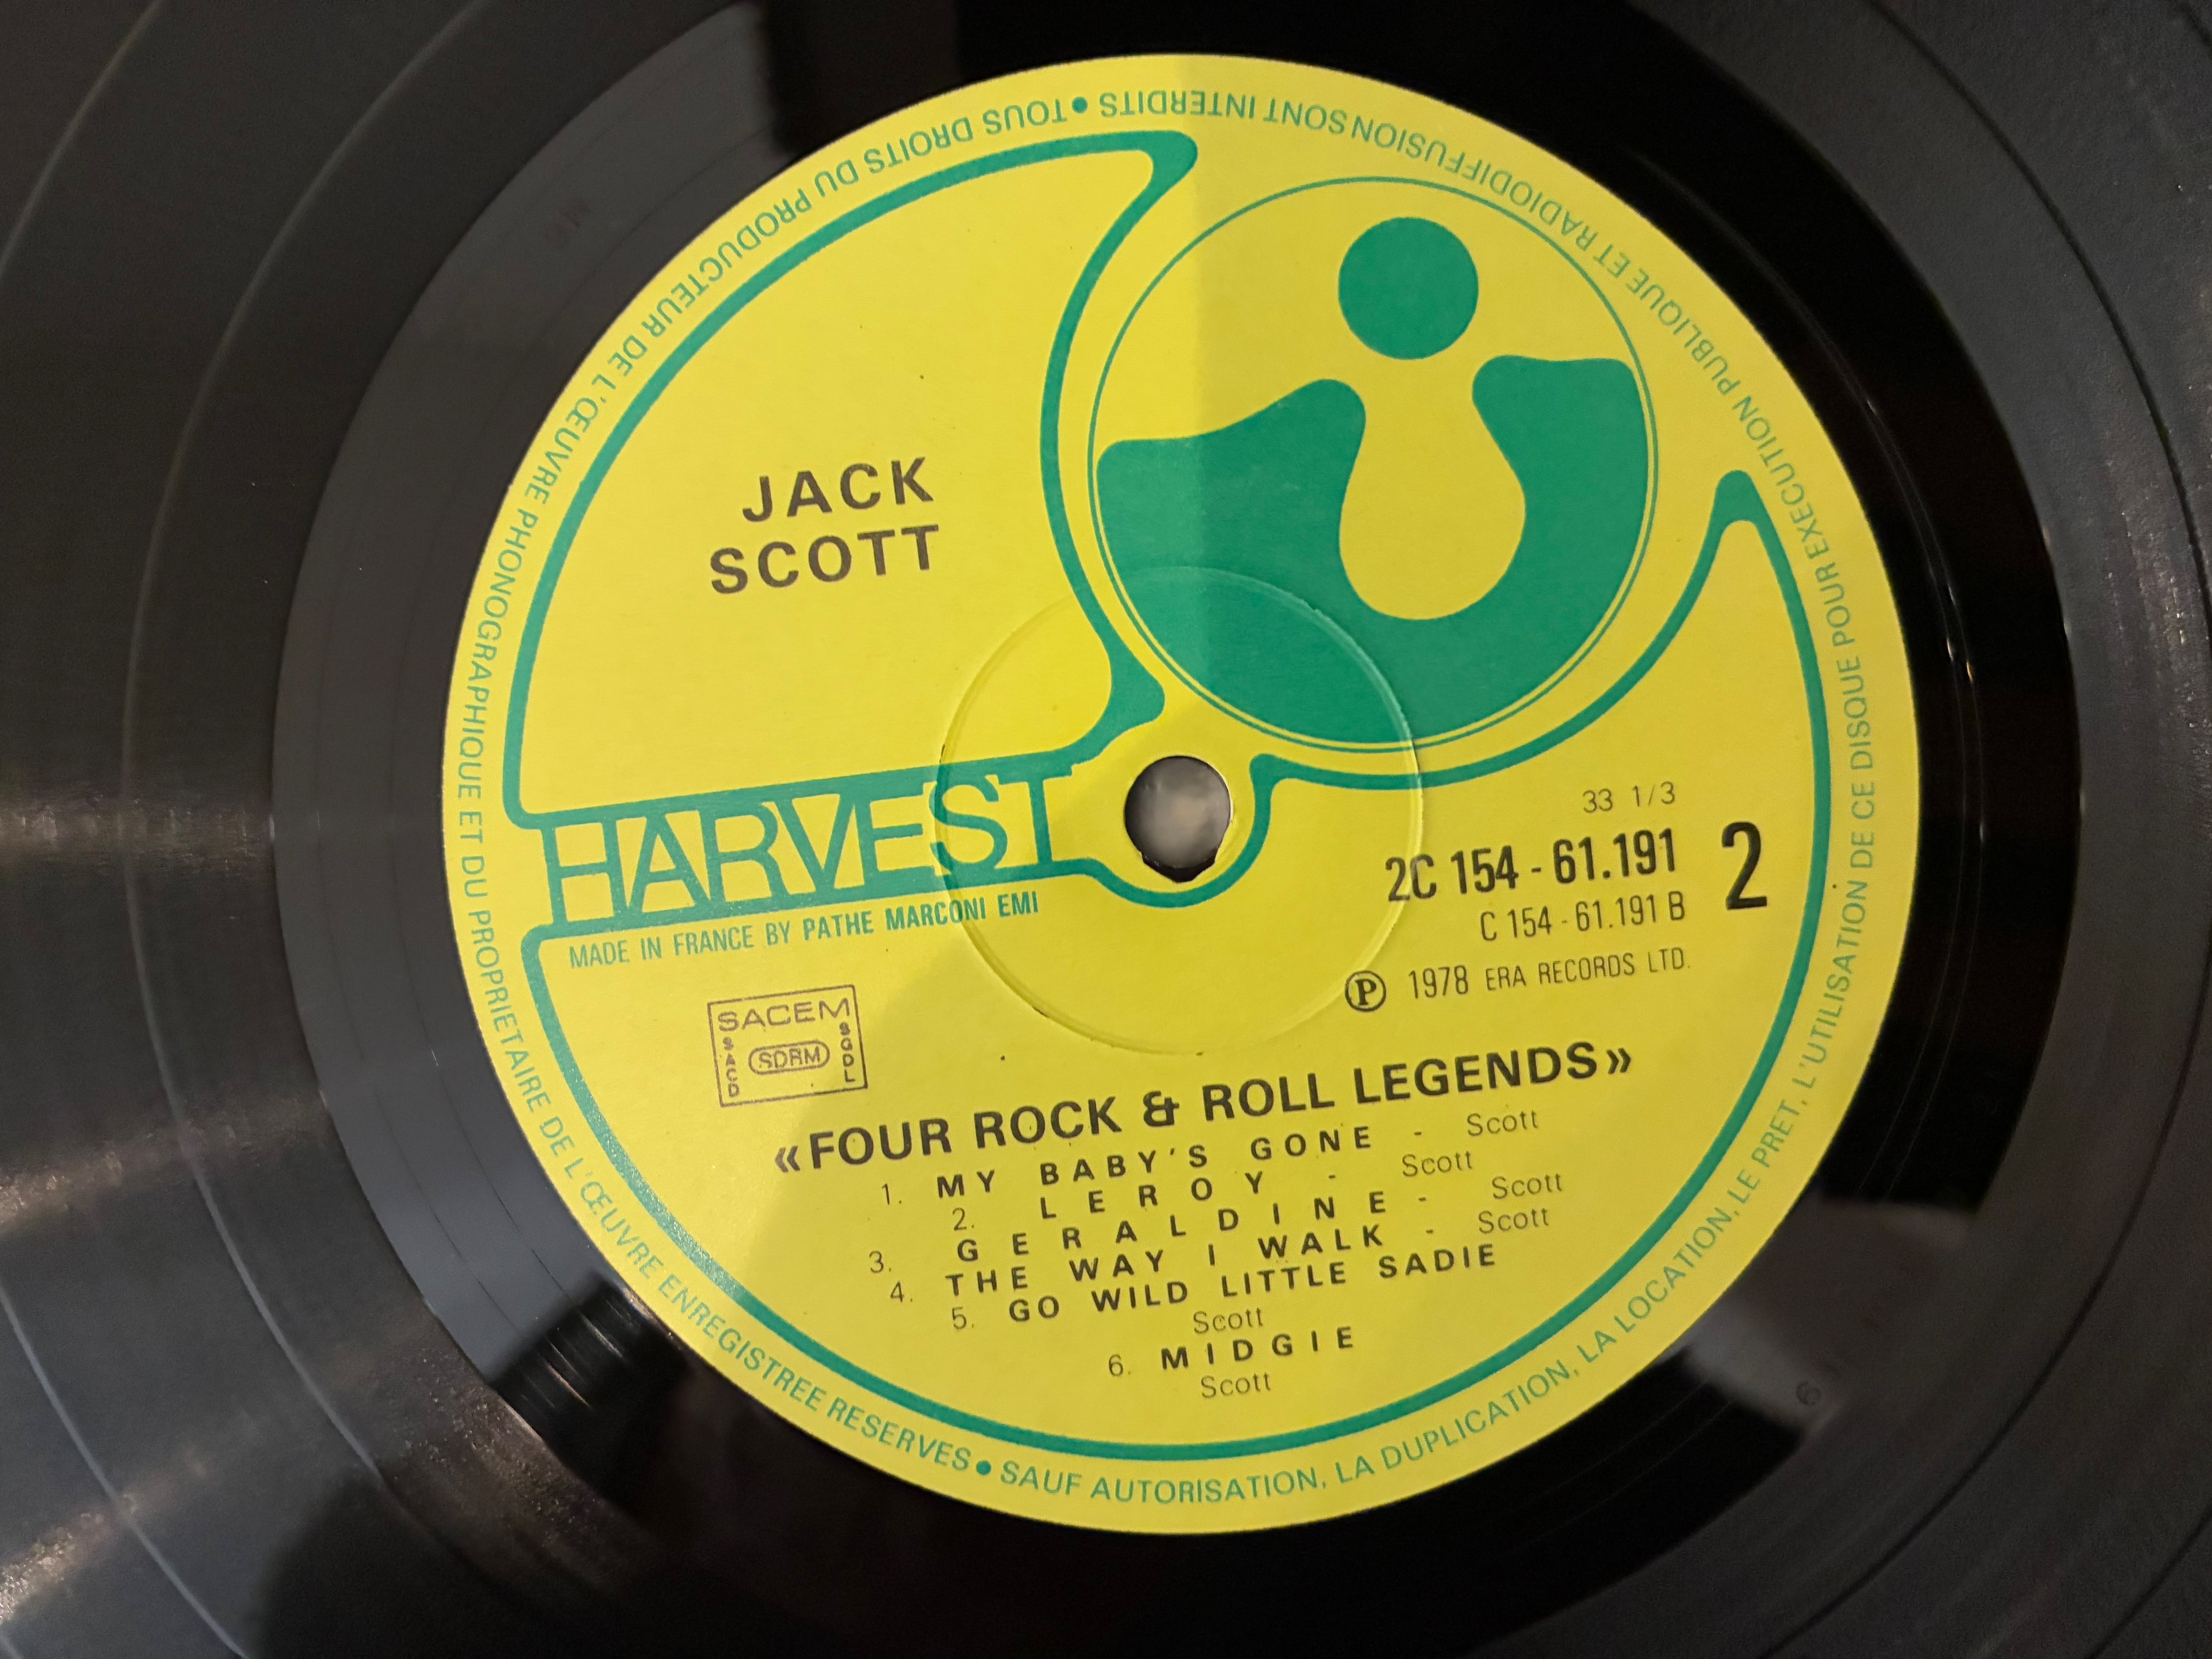 JACK
SCOTT
HARVEST
MADE IN FRANCE BY PATHE MARCONI EMI
33 1/3
2C 154 - 61.191
2
C 154 - 61.191 B
Ⓟ 1978 ERA RECORDS LTD.
SACEM
SACD
SDRM
SGDL
«FOUR ROCK & ROLL LEGENDS»
1. MY BABY'S GONE - Scott
2. LEROY - Scott
3. GERALDINE - Scott
4. THE WAY I WALK - Scott
5. GO WILD LITTLE SADIE
Scott
6. MIDGIE
Scott
TOUS DROITS DU PRODUCTEUR DE L'ŒUVRE PHONOGRAPHIQUE ET DU PROPRIETAIRE DE L'ŒUVRE ENREGISTREE RESERVES • SAUF AUTORISATION, LA DUPLICATION, LA LOCATION, LE PRET, L'UTILISATION DE CE DISQUE POUR EXECUTION PUBLIQUE ET RADIODIFFUSION SONT INTERDITS •